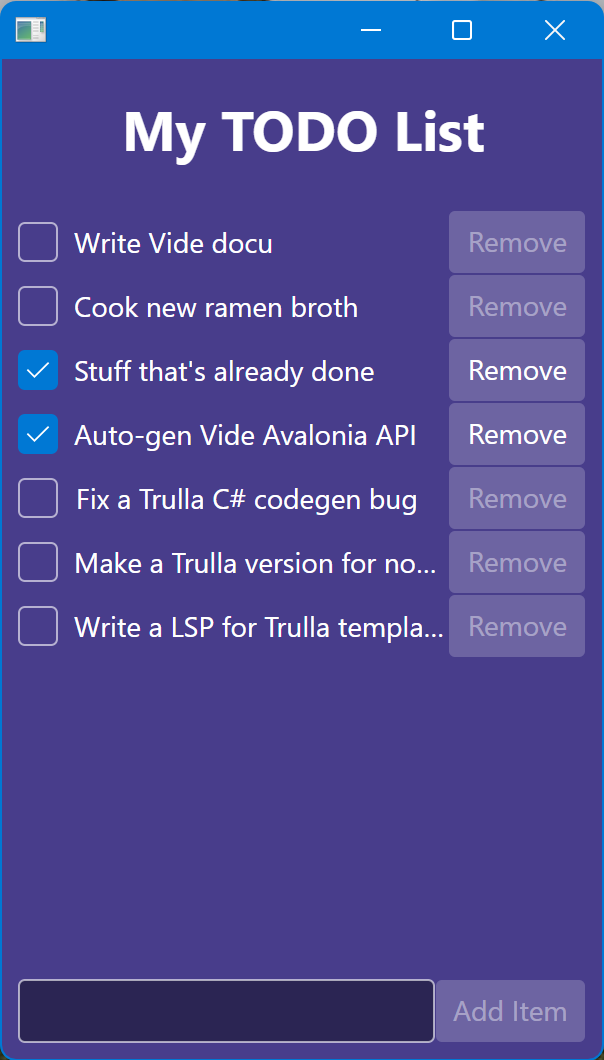 My TODO List
Write Vide docu Remove
Cook new ramen broth Remove
Stuff that's already done Remove
Auto-gen Vide Avalonia API Remove
Fix a Trulla C# codegen bug Remove
Make a Trulla version for no... Remove
Write a LSP for Trulla templa... Remove
Add Item